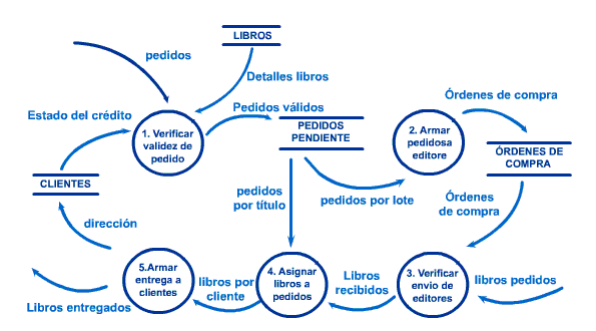 LIBROS
pedidos
Detalles libros
Estado del crédito
Pedidos válidos
Órdenes de compra
1. Verificar
validez de
pedido
PEDIDOS
PENDIENTE
2. Armar
pedidosa
editore
ÓRDENES DE
COMPRA
CLIENTES
pedidos
por título
pedidos por lote
Órdenes
de compra
dirección
5.Armar
entrega a
clientes
libros por
cliente
4. Asignar
libros a
pedidos
Libros
recibidos
3. Verificar
envio de
editores
libros pedidos
Libros entregados